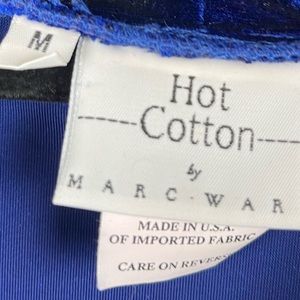 M
Hot
Cotton
by
MARC·WAR
MADE IN U.S.A.
OF IMPORTED FABRIC
CARE ON REVERS